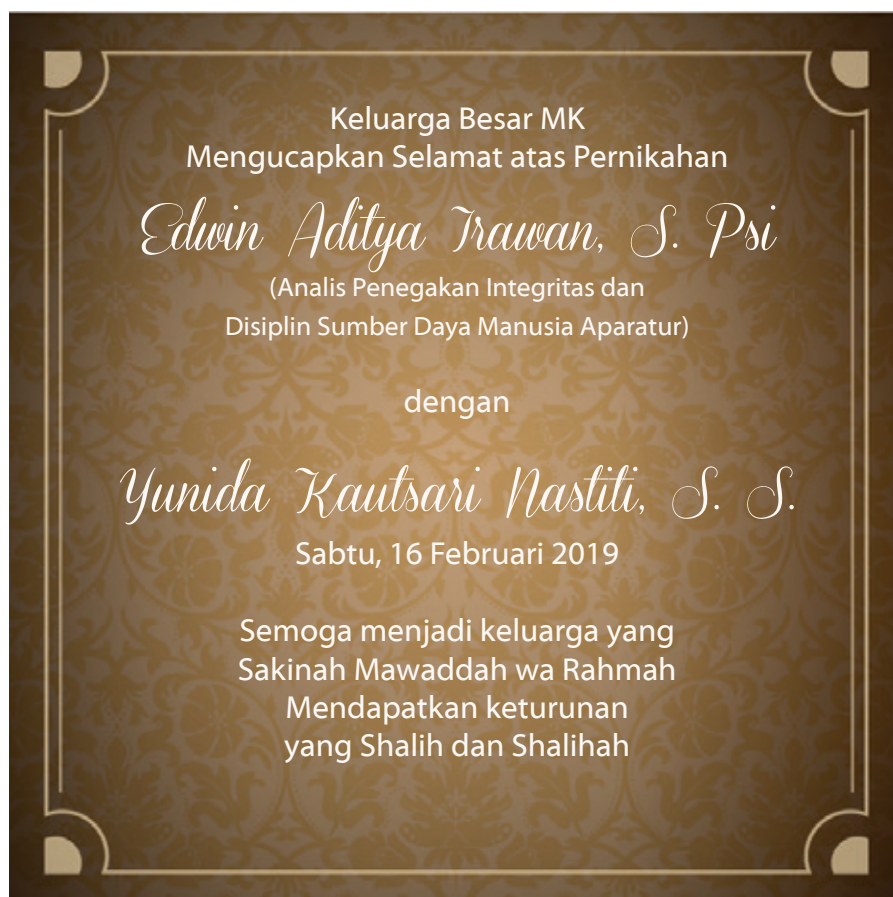 Keluarga Besar MK
Mengucapkan Selamat atas Pernikahan
Edwin Aditya Irawan, S. Psi
(Analis Penegakan Integritas dan
Disiplin Sumber Daya Manusia Aparatur)
dengan
Yunida Kautsari Nastiti, S. S.
Sabtu, 16 Februari 2019
Semoga menjadi keluarga yang
Sakinah Mawaddah wa Rahmah
Mendapatkan keturunan
yang Shalih dan Shalihah